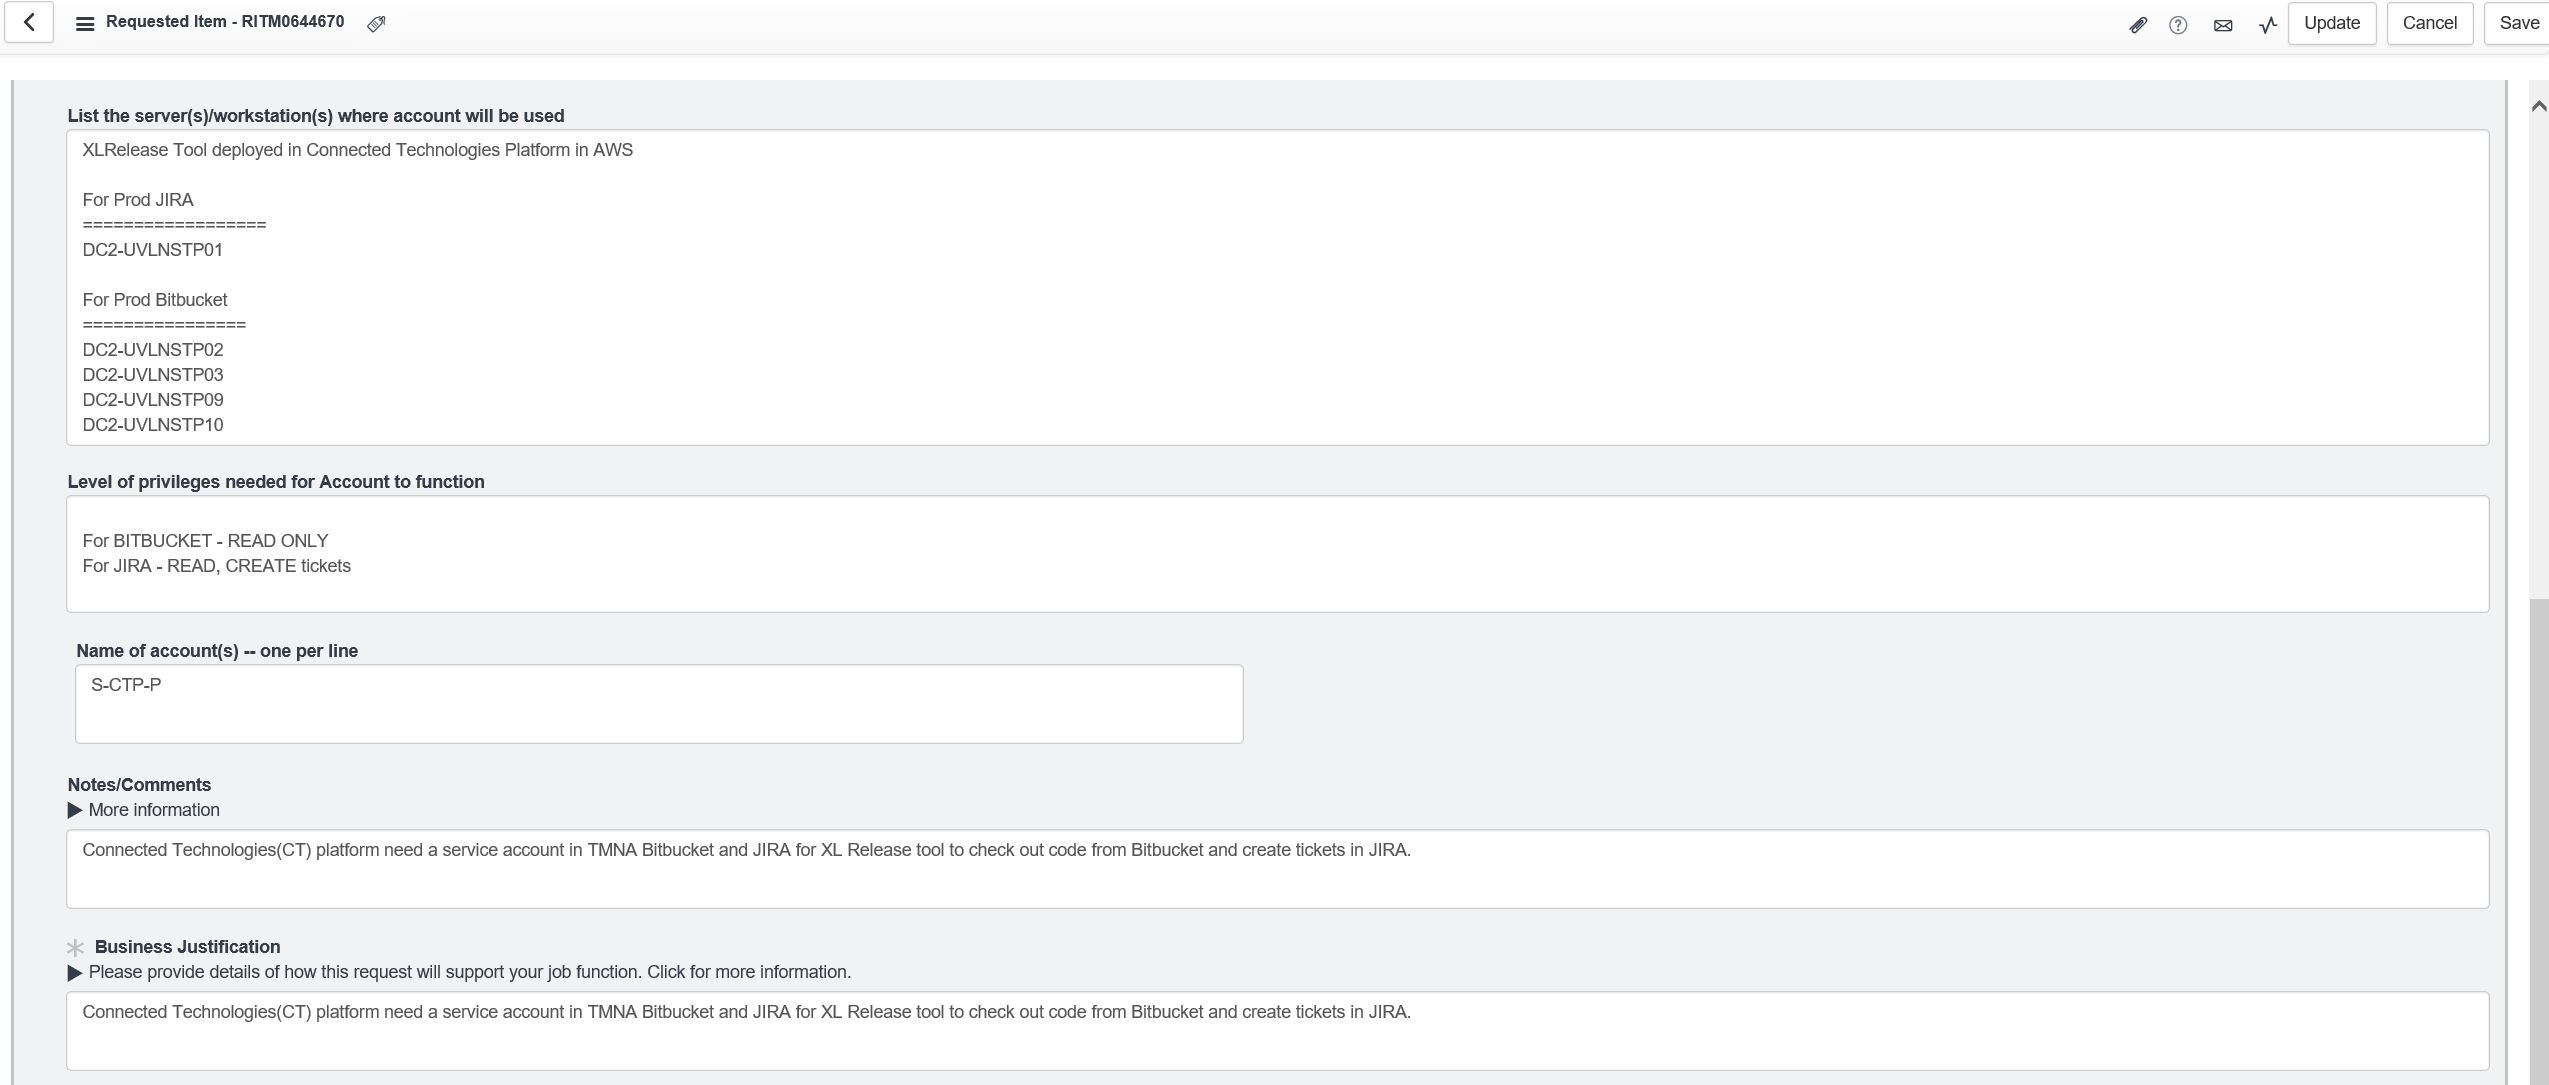 Requested Item - RITM0644670
Update
Cancel
Save
List the server(s)/workstation(s) where account will be used
XLRelease Tool deployed in Connected Technologies Platform in AWS
For Prod JIRA
==================
DC2-UVLNSTP01
For Prod Bitbucket
================
DC2-UVLNSTP02
DC2-UVLNSTP03
DC2-UVLNSTP09
DC2-UVLNSTP10
Level of privileges needed for Account to function
For BITBUCKET - READ ONLY
For JIRA - READ, CREATE tickets
Name of account(s) -- one per line
S-CTP-P
Notes/Comments
More information
Connected Technologies(CT) platform need a service account in TMNA Bitbucket and JIRA for XL Release tool to check out code from Bitbucket and create tickets in JIRA.
Business Justification
Please provide details of how this request will support your job function. Click for more information.
Connected Technologies(CT) platform need a service account in TMNA Bitbucket and JIRA for XL Release tool to check out code from Bitbucket and create tickets in JIRA.